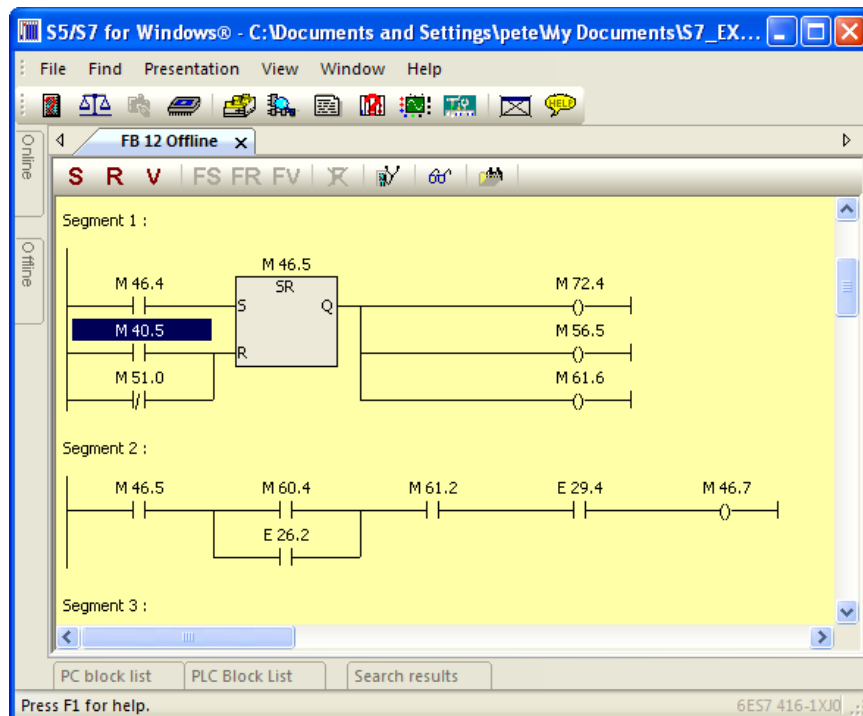 S5/S7 for Windows® - C:\Documents and Settings\pete\My Documents\S7_EX...
File Find Presentation View Window Help
HELP
Online
Offline
FB 12 Offline x
S R V FS FR FV
Segment 1 :
M 46.5
M 46.4 SR M 72.4
S Q
M 40.5 M 56.5
R
M 51.0 M 61.6
Segment 2 :
M 46.5 M 60.4 M 61.2 E 29.4 M 46.7
E 26.2
Segment 3 :
PC block list PLC Block List Search results
Press F1 for help. 6ES7 416-1XJ0